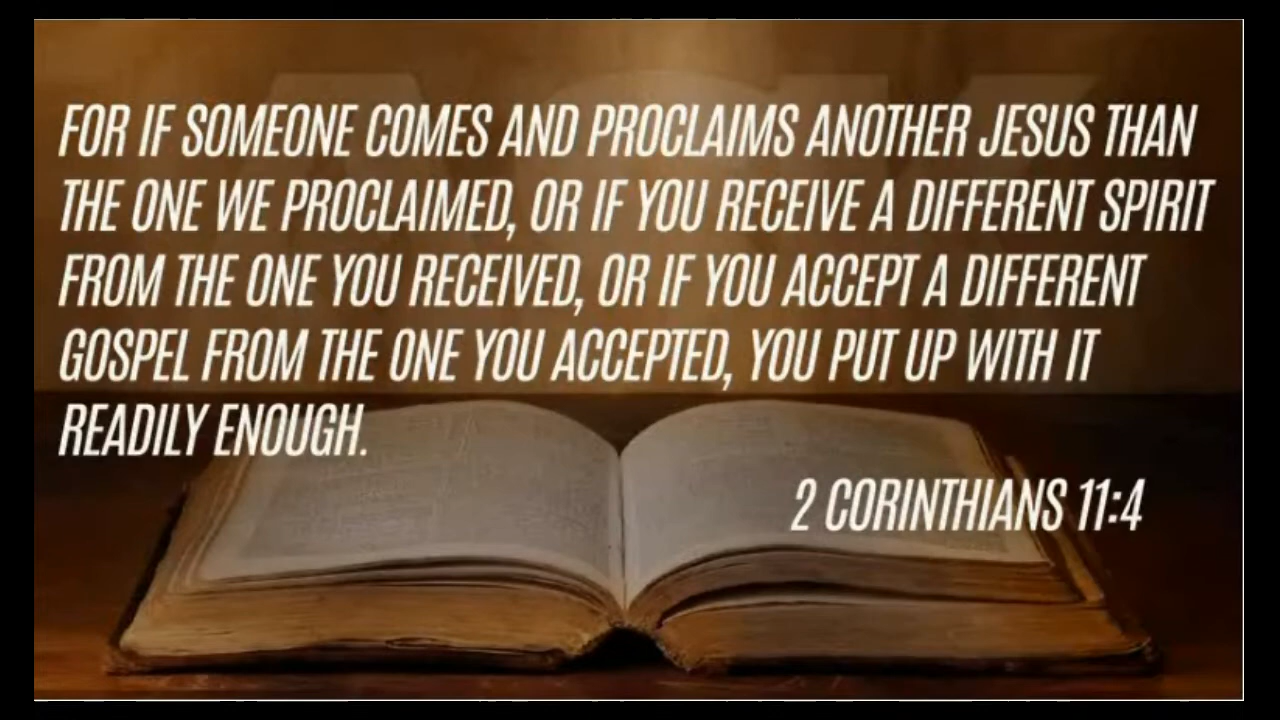 FOR IF SOMEONE COMES AND PROCLAIMS ANOTHER JESUS THAN
THE ONE WE PROCLAIMED, OR IF YOU RECEIVE A DIFFERENT SPIRIT
FROM THE ONE YOU RECEIVED, OR IF YOU ACCEPT A DIFFERENT
GOSPEL FROM THE ONE YOU ACCEPTED, YOU PUT UP WITH IT
READILY ENOUGH.
2 CORINTHIANS 11:4